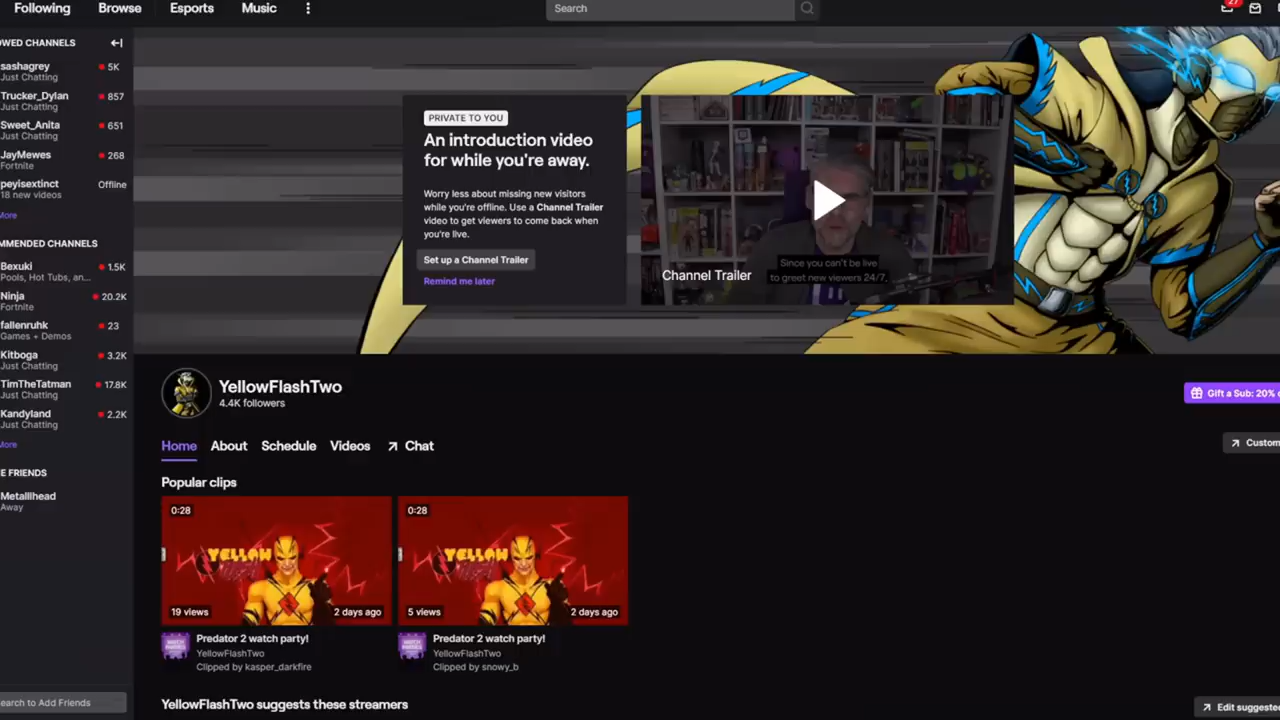 Following
Browse
Esports
Music
Search
27
OWED CHANNELS
sashagrey
5K
Just Chatting
Trucker_Dylan
857
Just Chatting
Sweet_Anita
651
Just Chatting
JayMewes
268
Fortnite
peyisextinct
Offline
18 new videos
More
MMENDED CHANNELS
Bexuki
1.5K
Pools, Hot Tubs, an...
Ninja
20.2K
Fortnite
fallenruhk
23
Games + Demos
Kitboga
3.2K
Just Chatting
TimTheTatman
17.8K
Just Chatting
Kandyland
2.2K
Just Chatting
More
E FRIENDS
Metalllhead
Away
earch to Add Friends
PRIVATE TO YOU
An introduction video
for while you're away.
Worry less about missing new visitors
while you're offline. Use a Channel Trailer
video to get viewers to come back when
you're live.
Set up a Channel Trailer
Remind me later
Channel Trailer
Since you can't be live
to greet new viewers 24/7,
YellowFlashTwo
4.4K followers
Gift a Sub: 20% o
Home
About
Schedule
Videos
Chat
Custom
Popular clips
0:28
YELLOW
19 views
2 days ago
Predator 2 watch party!
YellowFlashTwo
Clipped by kasper_darkfire
0:28
YELLOW
5 views
2 days ago
Predator 2 watch party!
YellowFlashTwo
Clipped by snowy_b
YellowFlashTwo suggests these streamers
Edit suggested